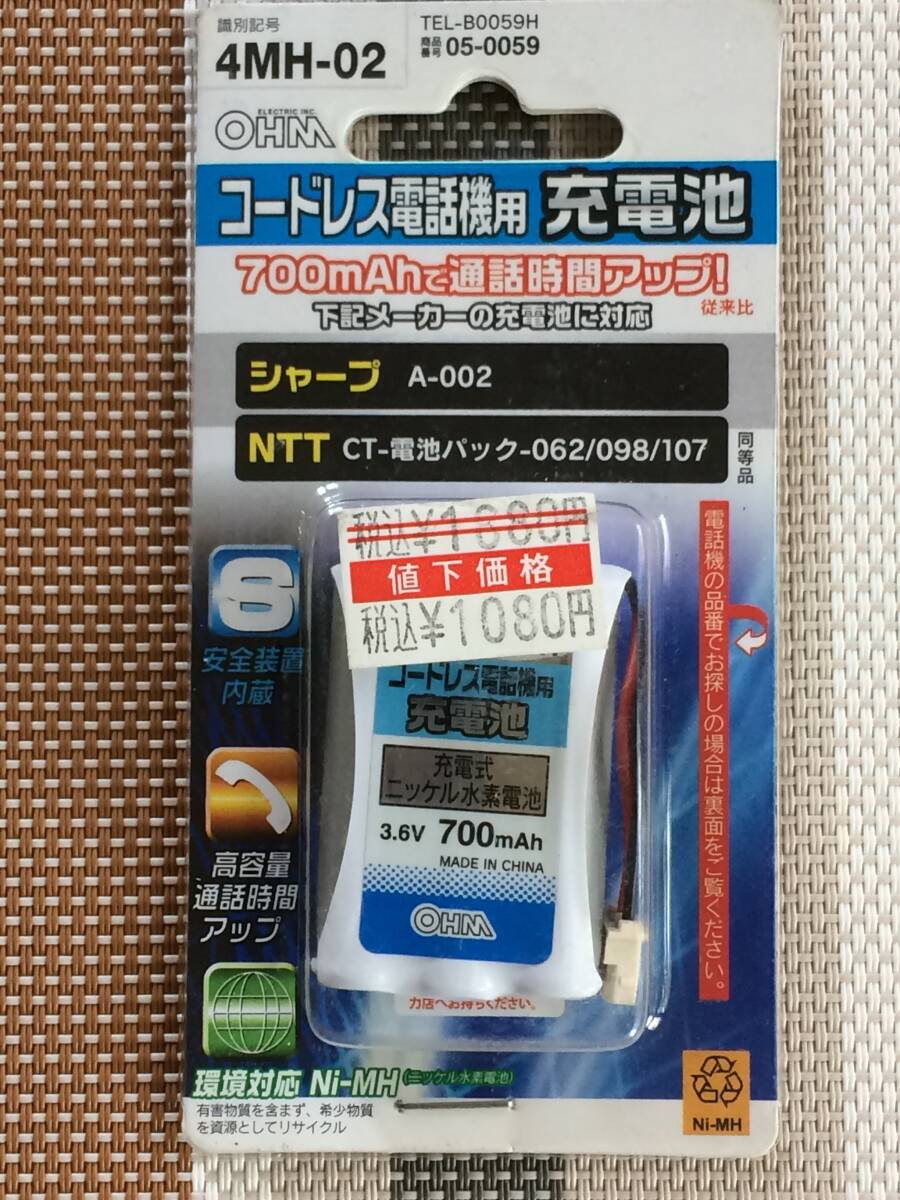 識別記号
4MH-02
TEL-B0059H
商品番号 05-0059
ELECTRIC INC.
OHM
コードレス電話機用 充電池
700mAhで通話時間アップ!
従来比
下記メーカーの充電池に対応
シャープ A-002
NTT CT-電池パック-062/098/107
同等品
税込¥1380円
値下価格
税込¥1080円
電話機の品番でお探しの場合は裏面をご覧ください。
S
安全装置
内蔵
コードレス電話機用
充電池
充電式
ニッケル水素電池
3.6V 700mAh
MADE IN CHINA
OHM
高容量
通話時間
アップ
力店へお持ちください。
環境対応 Ni-MH(ニッケル水素電池)
有害物質を含まず、希少物質
を資源としてリサイクル
Ni-MH